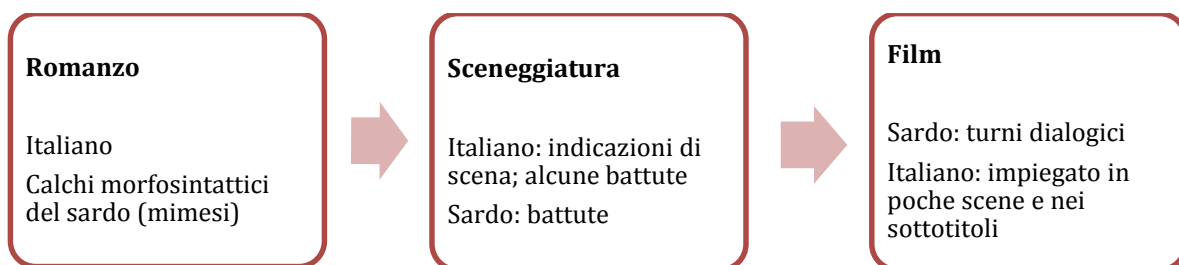 Romanzo
Italiano
Calchi morfosintattici
del sardo (mimesi)
Sceneggiatura
Italiano: indicazioni di
scena; alcune battute
Sardo: battute
Film
Sardo: turni dialogici
Italiano: impiegato in
poche scene e nei
sottotitoli